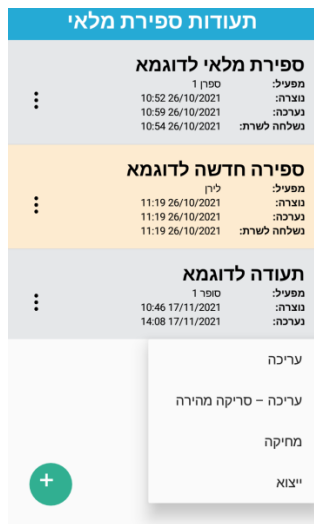 תעודות ספירת מלאי
ספירת מלאי לדוגמא
מפעיל: ספרן 1
נוצרה: 26/10/2021 10:52
נערכה: 26/10/2021 10:59
נשלחה לשרת: 26/10/2021 10:54
ספירה חדשה לדוגמא
מפעיל: לירן
נוצרה: 26/10/2021 11:19
נערכה: 26/10/2021 11:19
נשלחה לשרת: 26/10/2021 11:19
תעודה לדוגמא
מפעיל: סופר 1
נוצרה: 17/11/2021 10:46
נערכה: 17/11/2021 14:08
עריכה
עריכה – סריקה מהירה
מחיקה
ייצוא
+